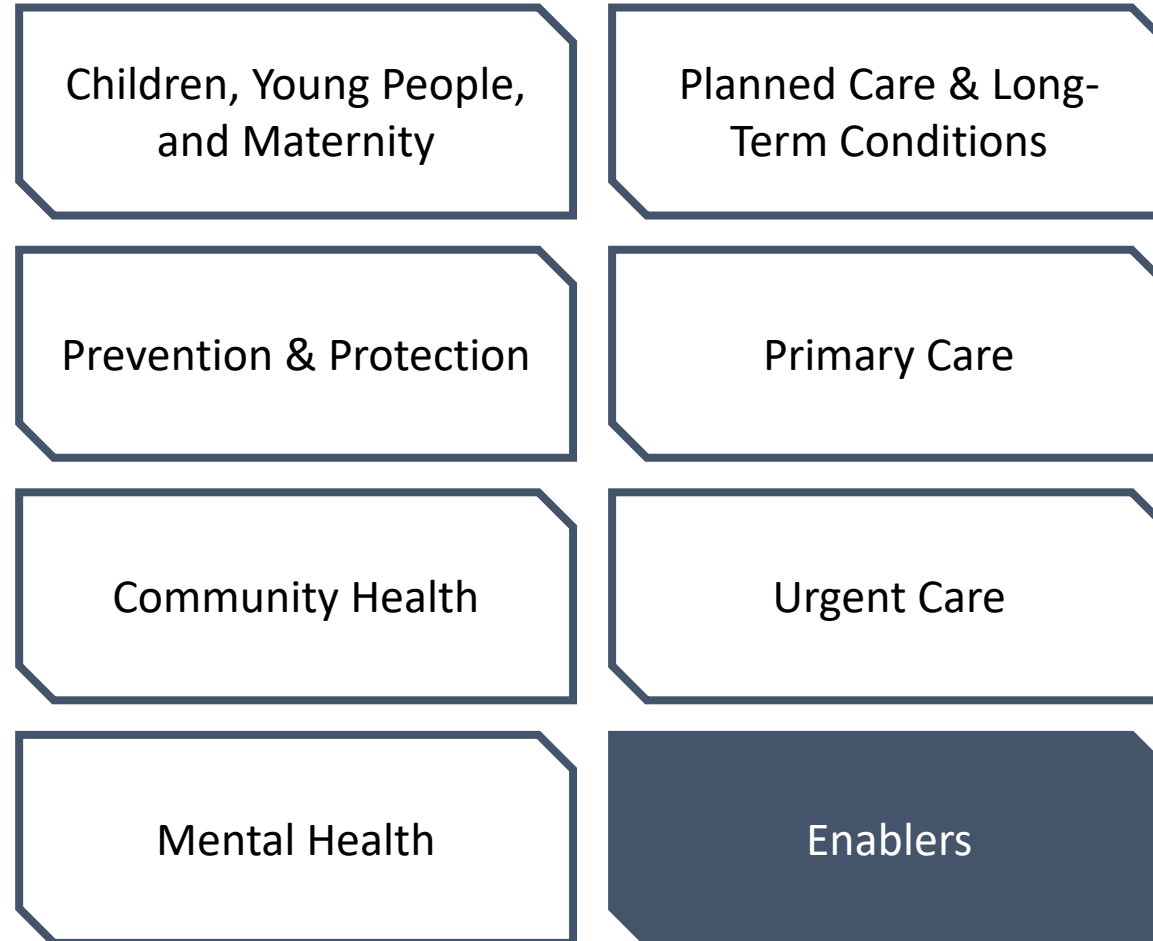 Children, Young People,
and Maternity
Planned Care & Long-
Term Conditions
Prevention & Protection
Primary Care
Community Health
Urgent Care
Mental Health
Enablers